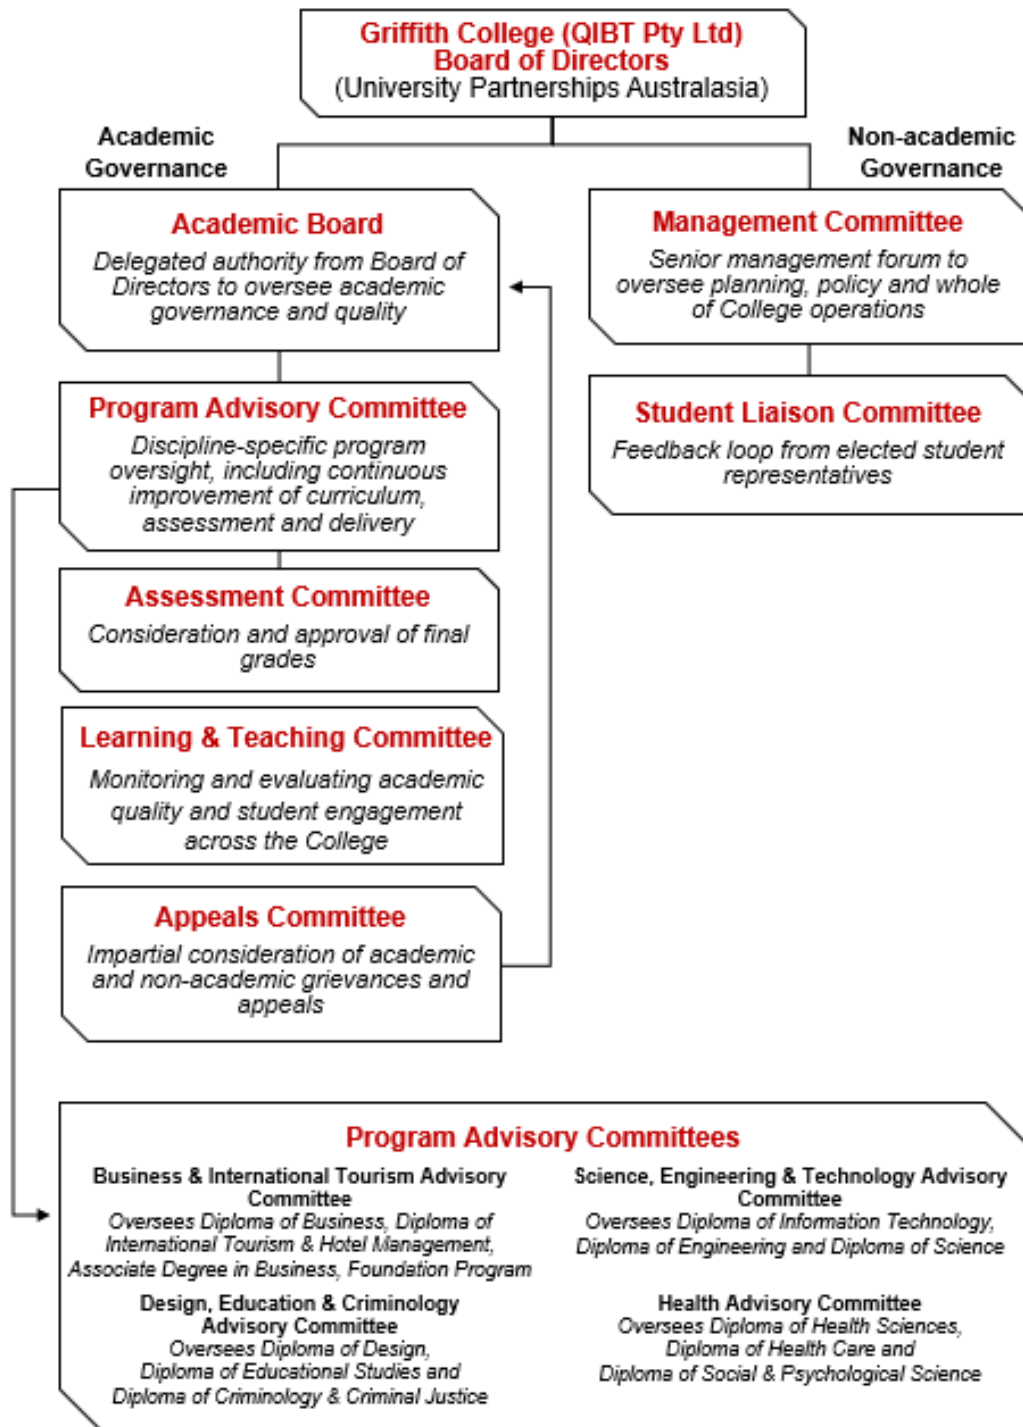 Griffith College (QIBT Pty Ltd)
Board of Directors
(University Partnerships Australasia)
Academic
Governance
Non-academic
Governance
Academic Board
Delegated authority from Board of
Directors to oversee academic
governance and quality
Management Committee
Senior management forum to
oversee planning, policy and whole
of College operations
Program Advisory Committee
Discipline-specific program
oversight, including continuous
improvement of curriculum,
assessment and delivery
Student Liaison Committee
Feedback loop from elected student
representatives
Assessment Committee
Consideration and approval of final
grades
Learning & Teaching Committee
Monitoring and evaluating academic
quality and student engagement
across the College
Appeals Committee
Impartial consideration of academic
and non-academic grievances and
appeals
Program Advisory Committees
Business & International Tourism Advisory
Committee
Oversees Diploma of Business, Diploma of
International Tourism & Hotel Management,
Associate Degree in Business, Foundation Program
Science, Engineering & Technology Advisory
Committee
Oversees Diploma of Information Technology,
Diploma of Engineering and Diploma of Science
Design, Education & Criminology
Advisory Committee
Oversees Diploma of Design,
Diploma of Educational Studies and
Diploma of Criminology & Criminal Justice
Health Advisory Committee
Oversees Diploma of Health Sciences,
Diploma of Health Care and
Diploma of Social & Psychological Science